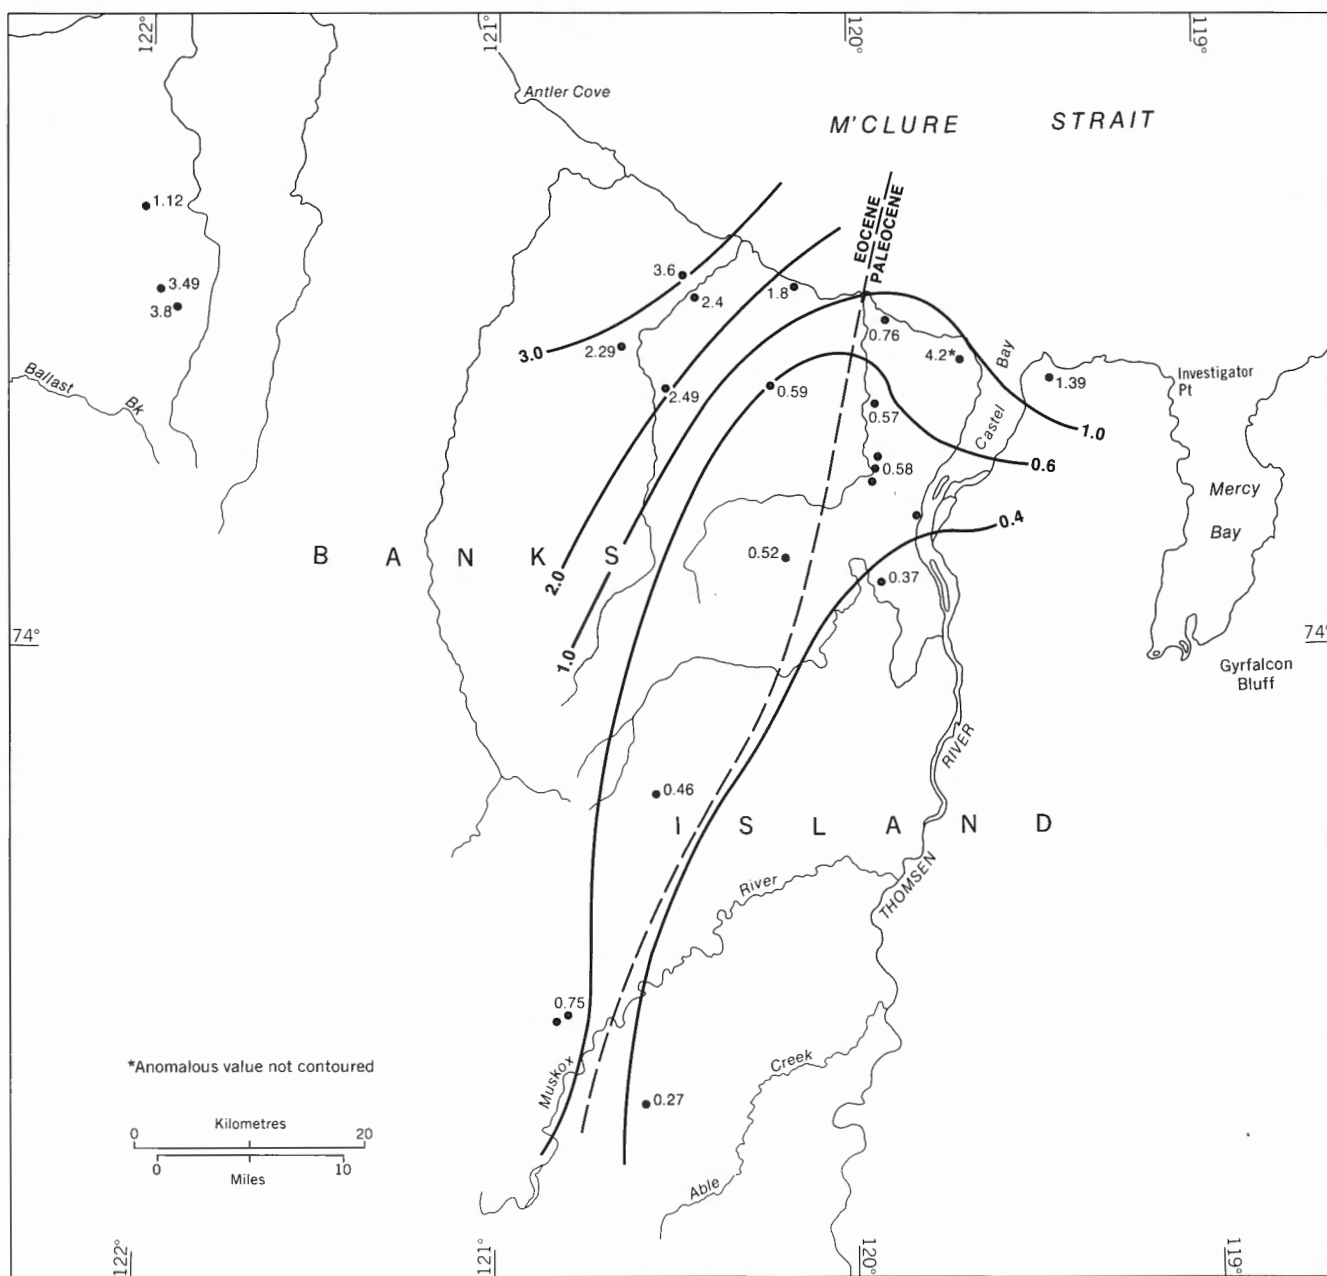 122°
121°
120°
119°
Antler Cove
M'CLURE STRAIT
1.12
EOCENE
PALEOCENE
3.6
3.49
2.4
1.8
3.8
0.76
3.0
2.29
4.2*
Bay
1.39
Investigator
Pt
Ballast
Bk
2.49
0.59
0.57
Castel
1.0
0.6
0.58
Mercy
Bay
0.4
BANKS
0.52
2.0
0.37
74°
74°
1.0
Gyrfalcon
Bluff
RIVER
0.46
ISLAND
River
THOMSEN
0.75
*Anomalous value not contoured
Muskox
Creek
0.27
Kilometres
0 20
0 10
Miles
Able
122°
121°
120°
119°